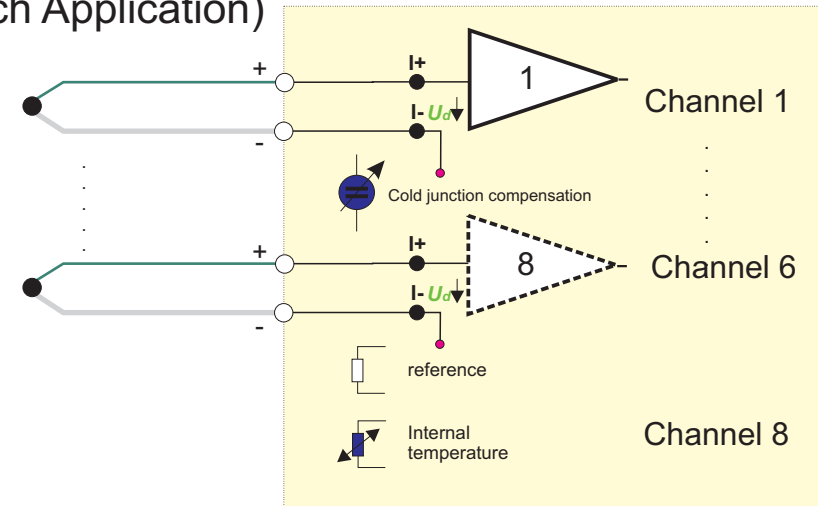 ch Application)
+
I+
1
I- Ud
Channel 1
-
Cold junction compensation
+
I+
8
Channel 6
I- Ud
-
reference
Internal
temperature
Channel 8